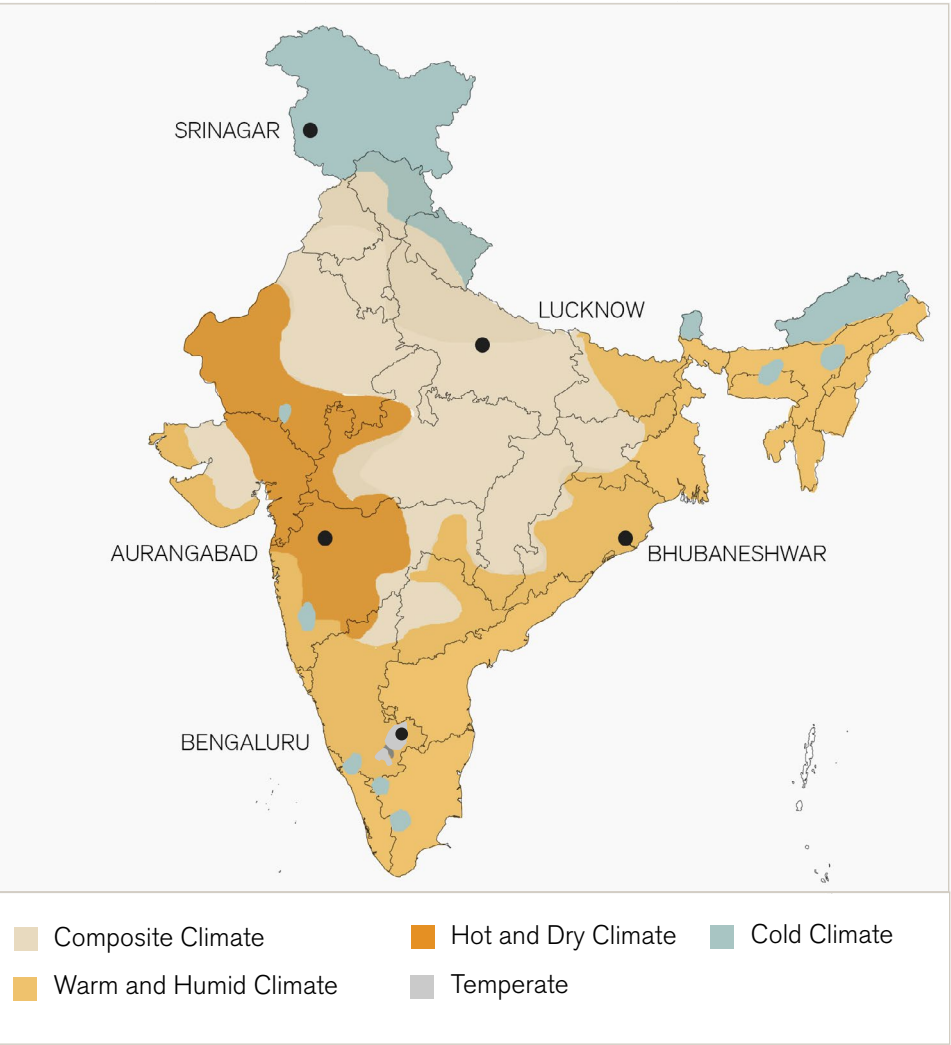 SRINAGAR
LUCKNOW
AURANGABAD
BHUBANESHWAR
BENGALURU
Composite Climate
Hot and Dry Climate
Cold Climate
Warm and Humid Climate
Temperate